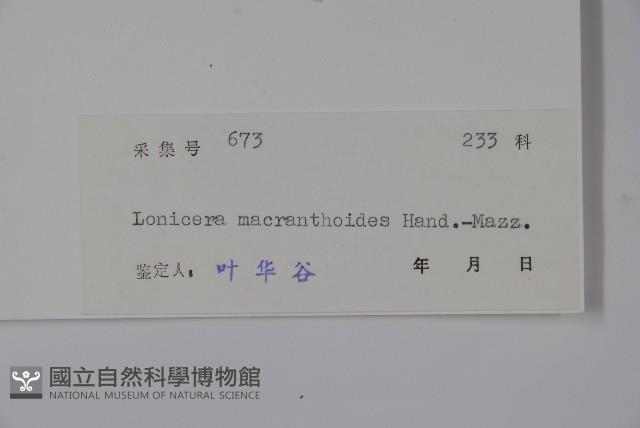 采集号 673 233 科
Lonicera macranthoides Hand.-Mazz.
鉴定人: 叶华谷 年 月 日
國立自然科學博物館
NATIONAL MUSEUM OF NATURAL SCIENCE